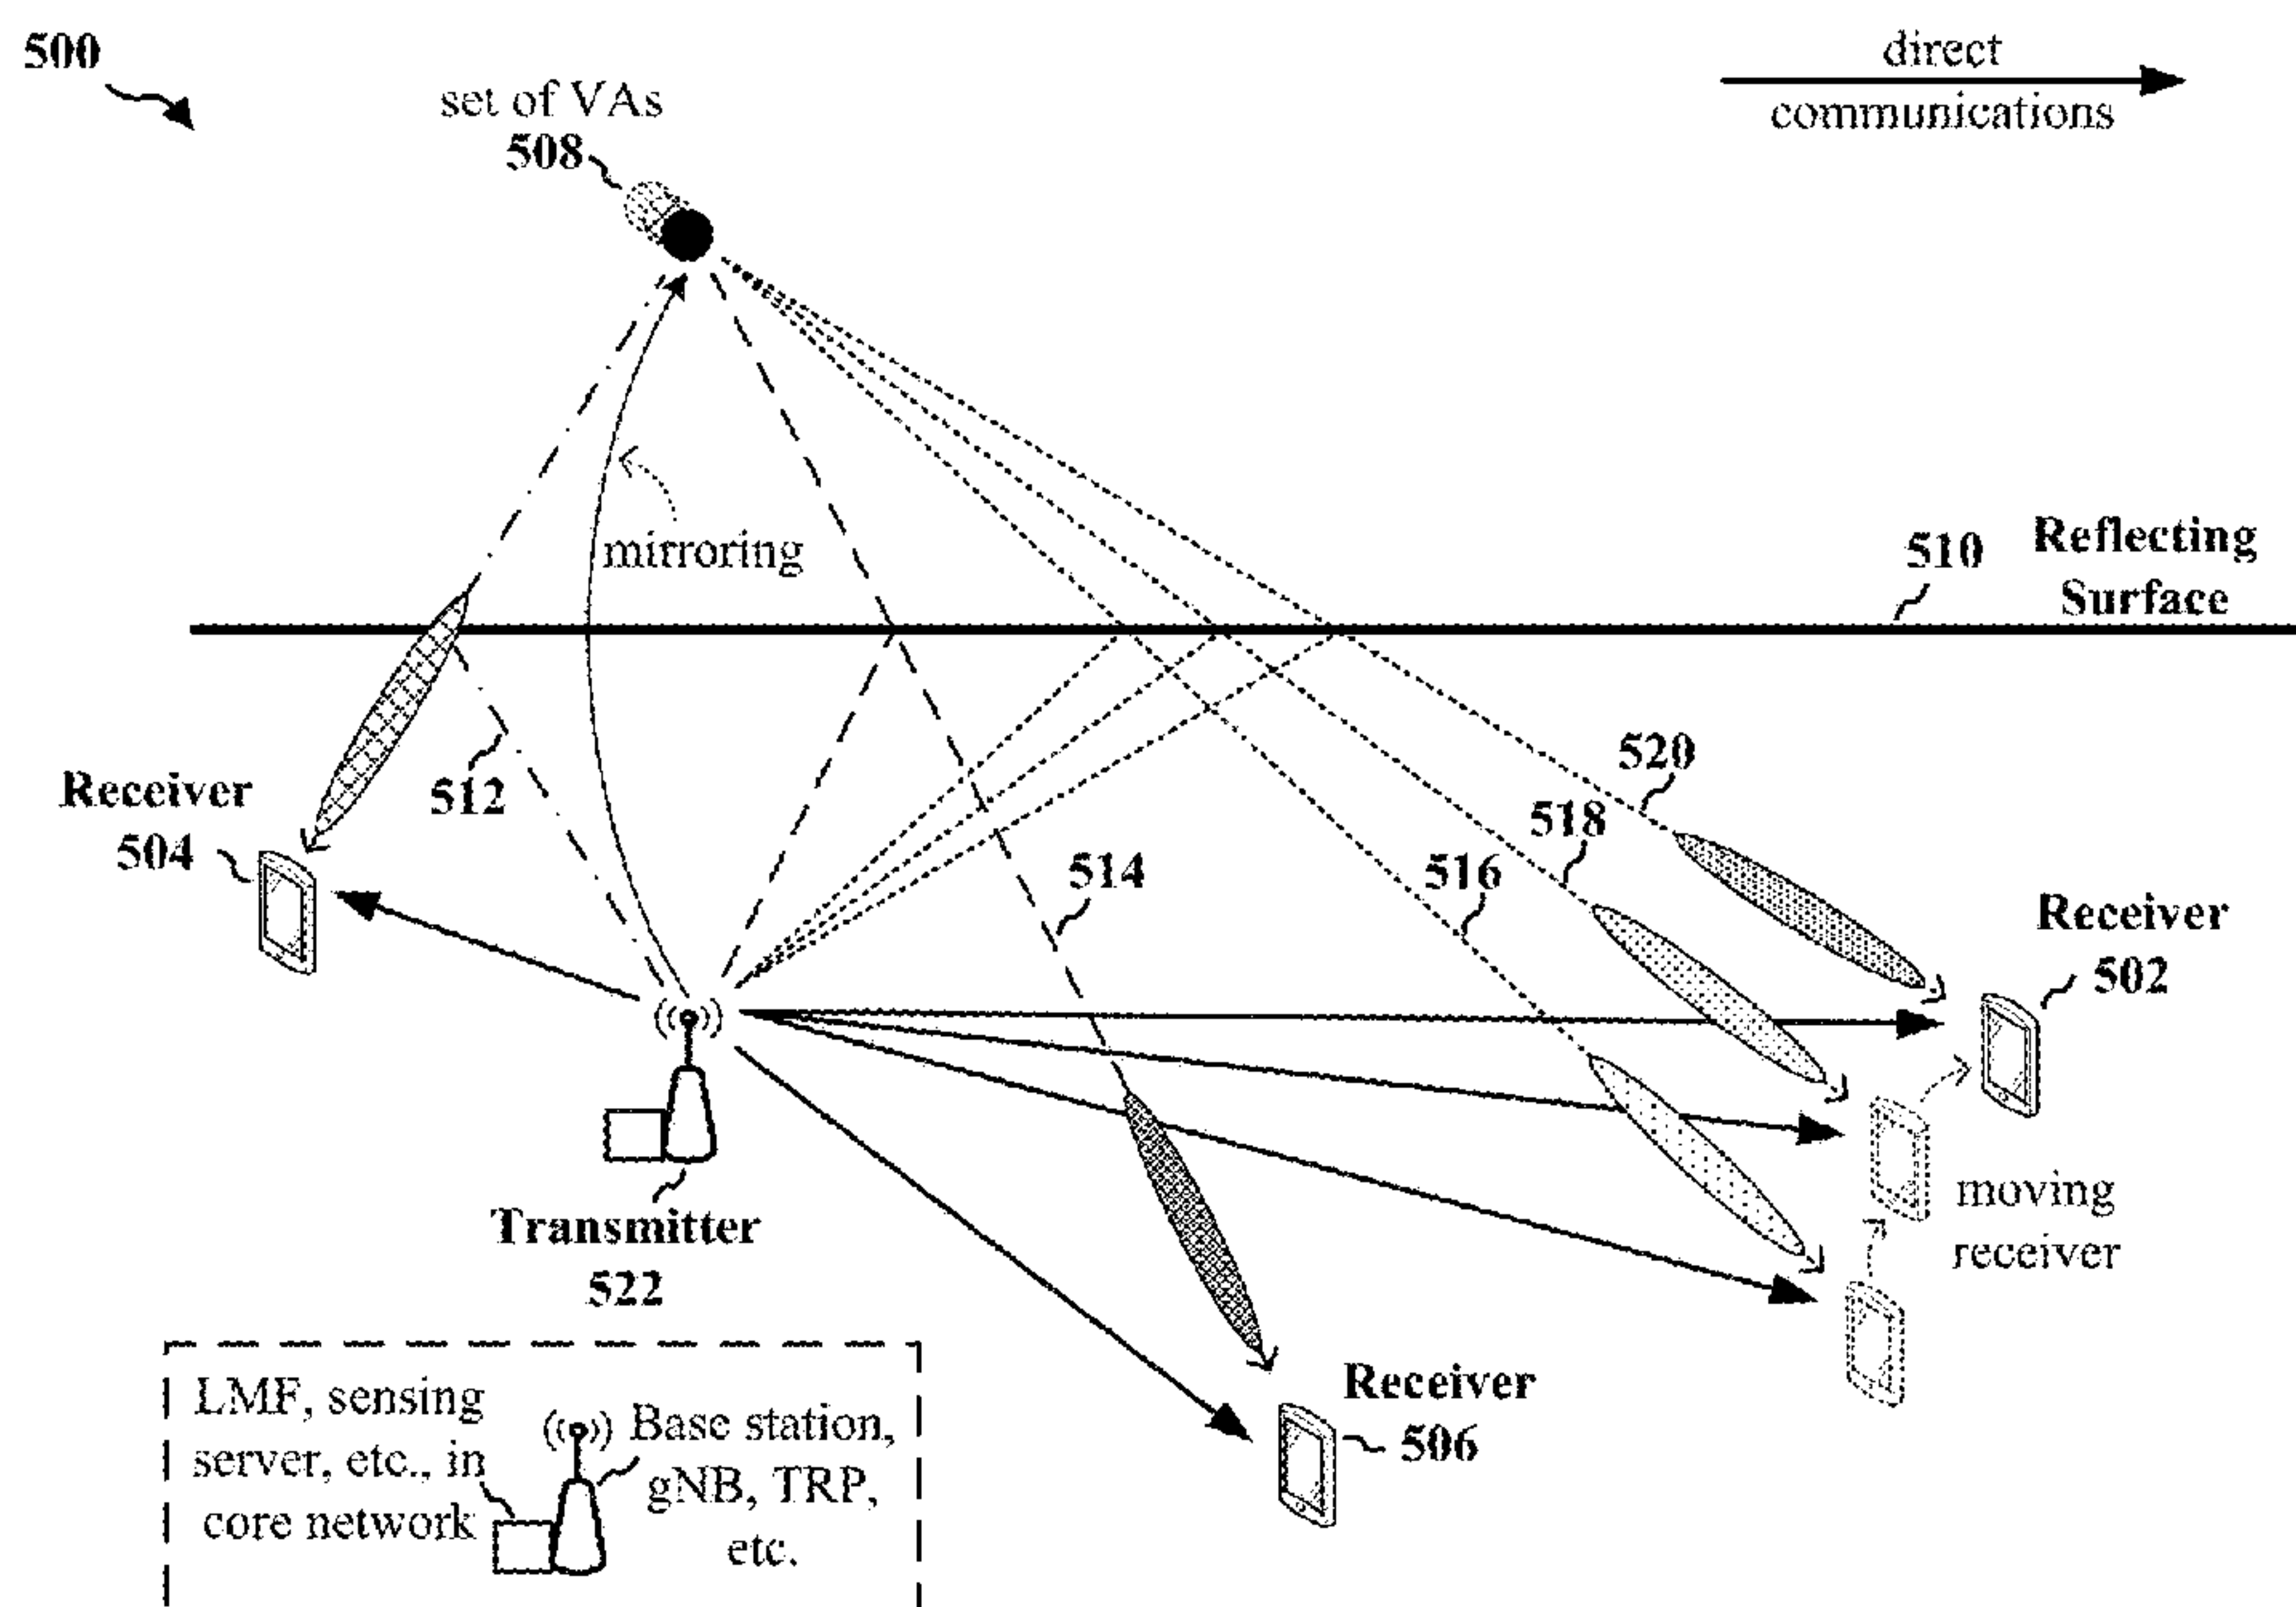 500
direct
communications
set of VAs
508
mirroring
510
Reflecting
Surface
512
Receiver
504
520
518
516
514
Receiver
502
moving
receiver
Transmitter
522
Receiver
506
LMF, sensing
server, etc., in
core network
Base station,
gNB, TRP,
etc.